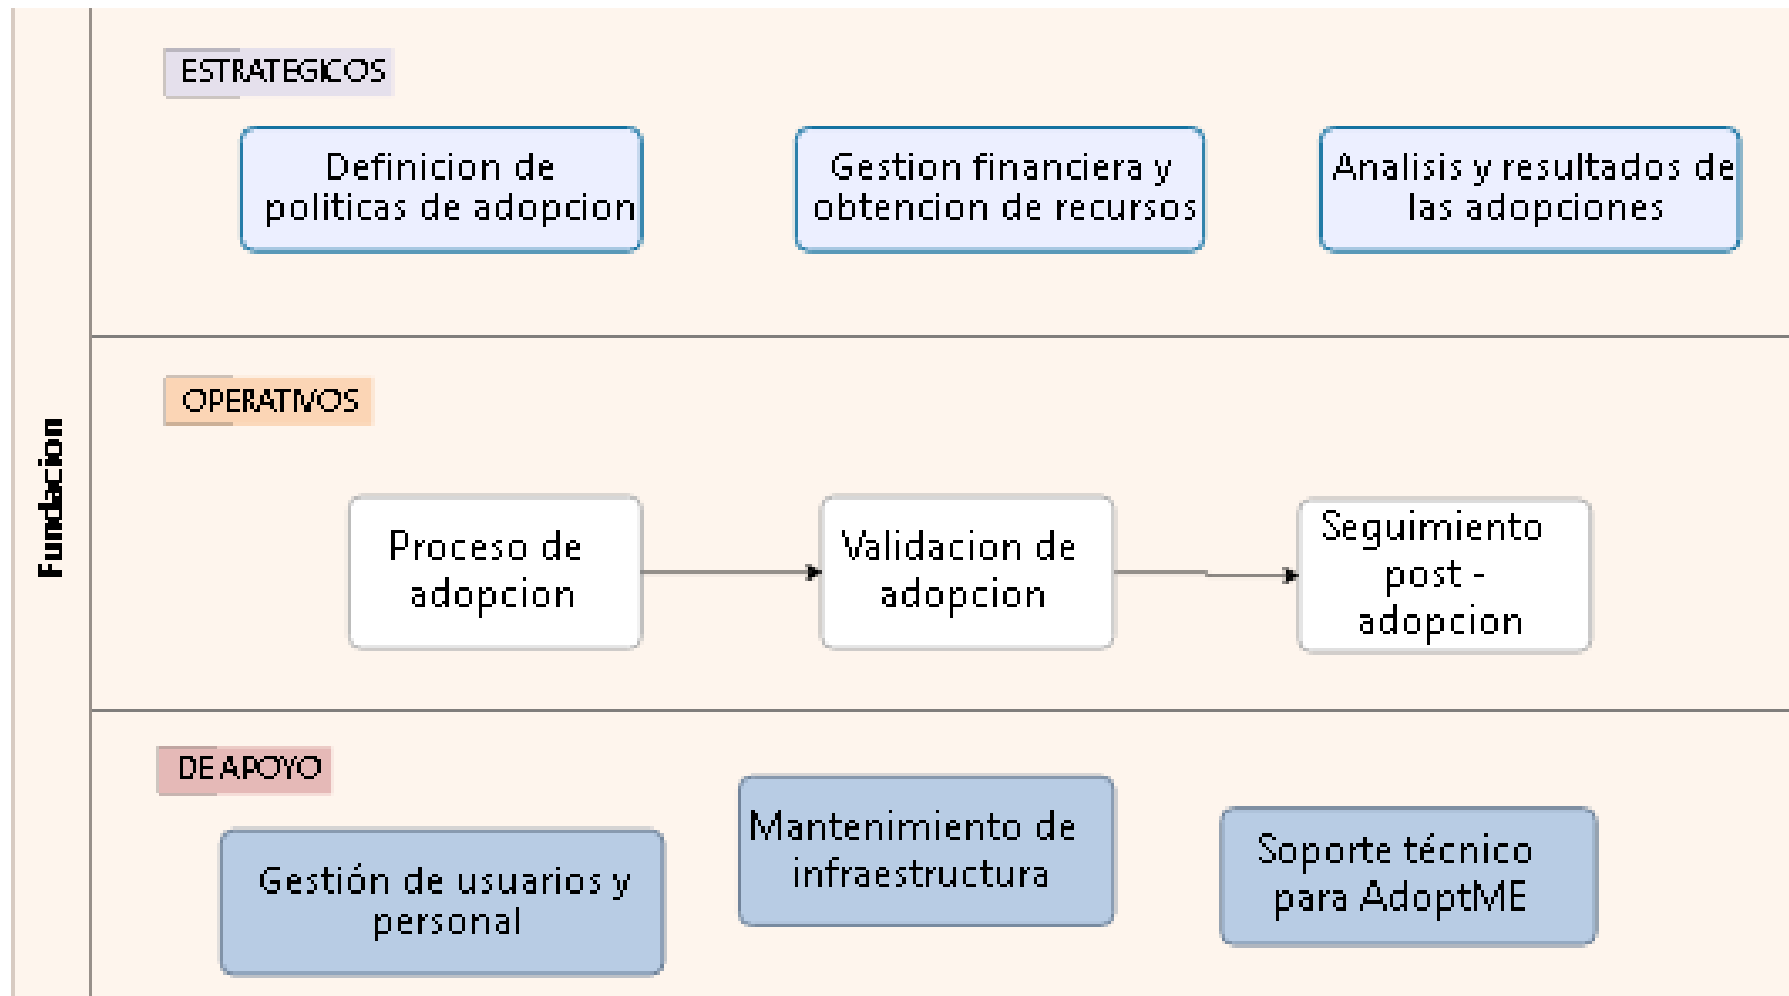 Fundacion
ESTRATEGICOS
Definicion de
politicas de adopcion
Gestion financiera y
obtencion de recursos
Analisis y resultados de
las adopciones
OPERATIVOS
Proceso de
adopcion
Validacion de
adopcion
Seguimiento
post -
adopcion
DE APOYO
Gestión de usuarios y
personal
Mantenimiento de
infraestructura
Soporte técnico
para AdoptME